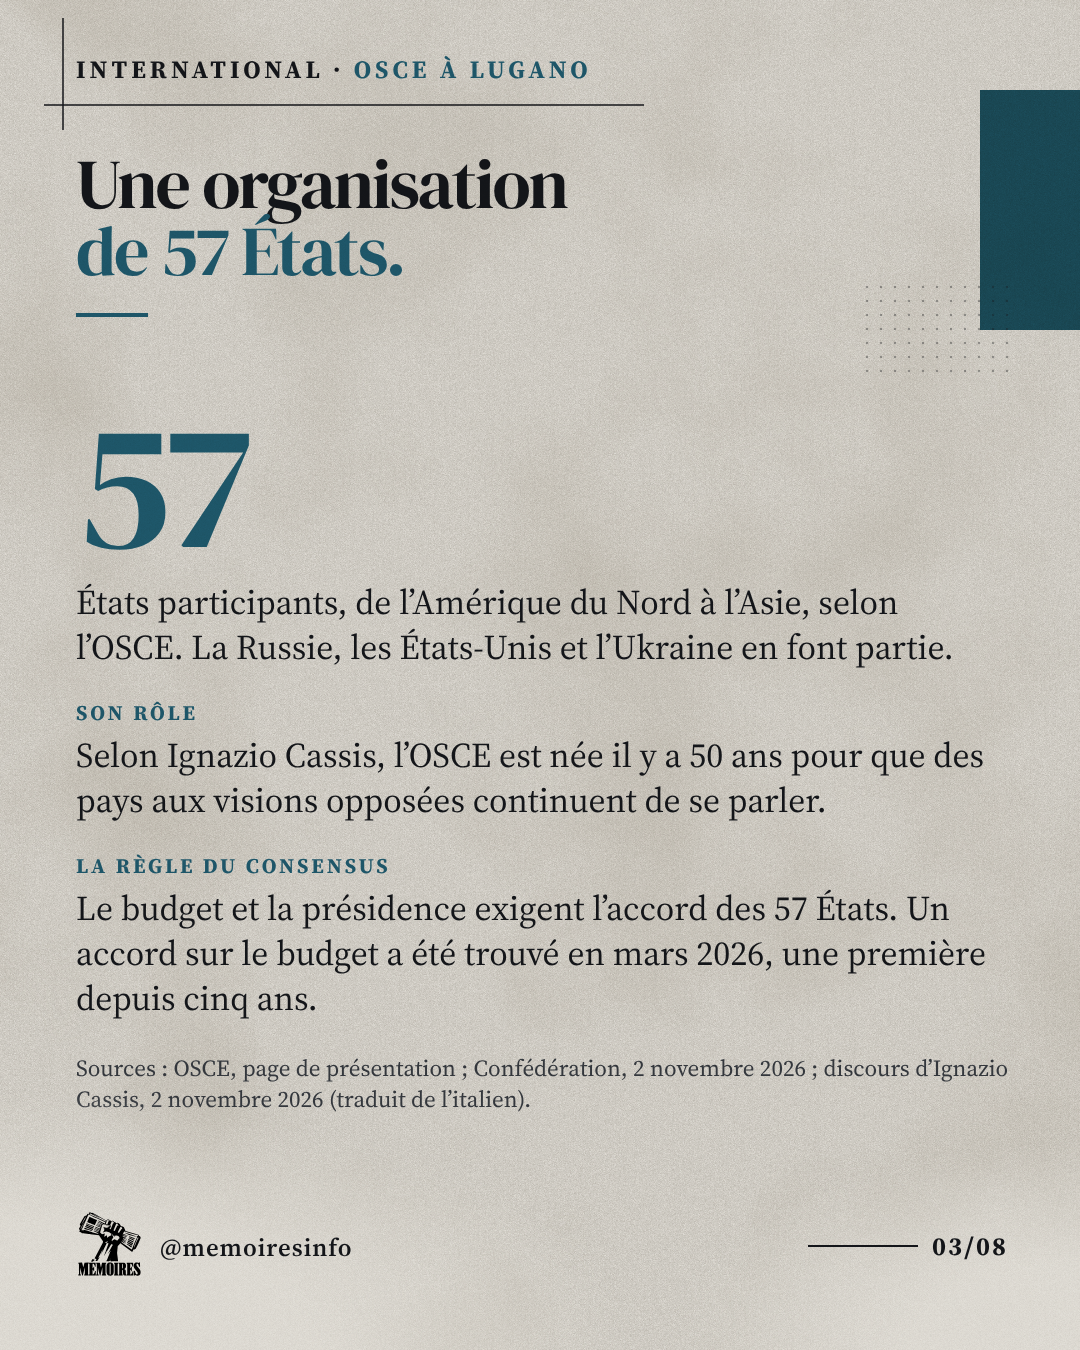 INTERNATIONAL · OSCE À LUGANO
Une organisation
de 57 États.
57
États participants, de l’Amérique du Nord à l’Asie, selon
l’OSCE. La Russie, les États-Unis et l’Ukraine en font partie.
SON RÔLE
Selon Ignazio Cassis, l’OSCE est née il y a 50 ans pour que des
pays aux visions opposées continuent de se parler.
LA RÈGLE DU CONSENSUS
Le budget et la présidence exigent l’accord des 57 États. Un
accord sur le budget a été trouvé en mars 2026, une première
depuis cinq ans.
Sources : OSCE, page de présentation ; Confédération, 2 novembre 2026 ; discours d’Ignazio
Cassis, 2 novembre 2026 (traduit de l’italien).
MÉMOIRES
@memoiresinfo
03/08